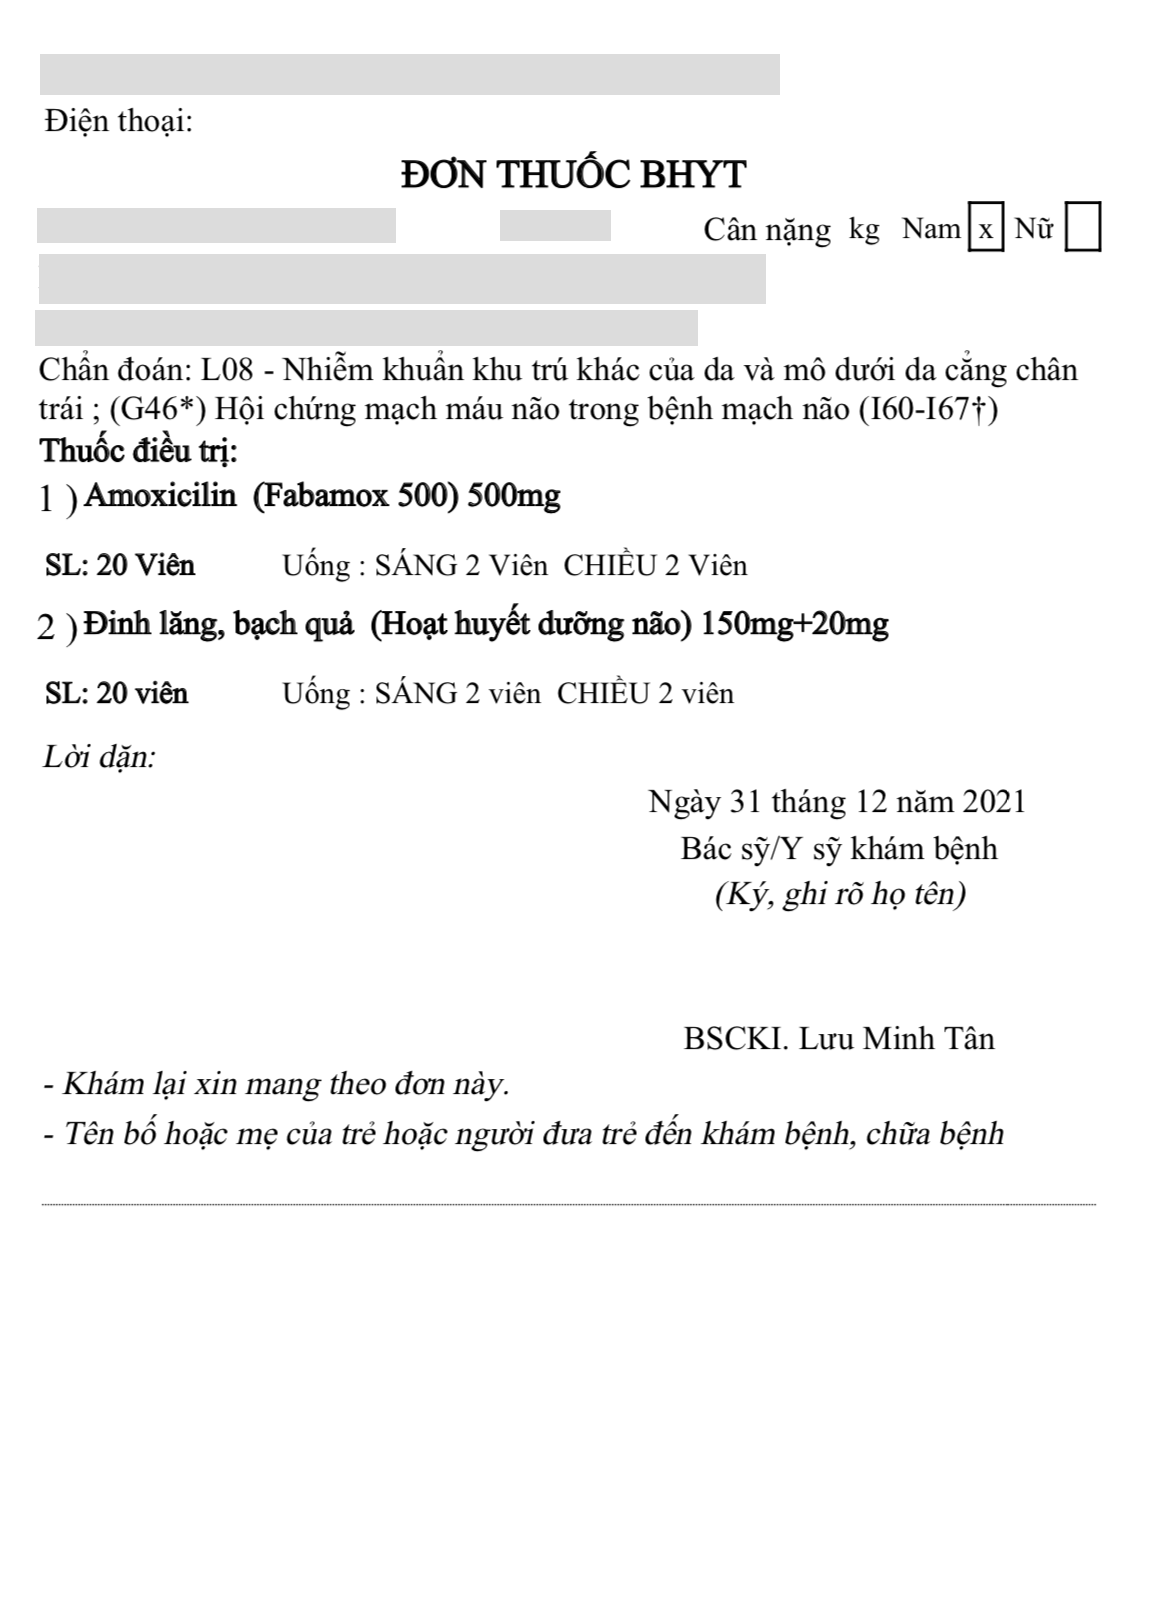 Điện thoại:
ĐƠN THUỐC BHYT
Cân nặng kg Nam x Nữ
Chẩn đoán: L08 - Nhiễm khuẩn khu trú khác của da và mô dưới da cẳng chân
trái ; (G46*) Hội chứng mạch máu não trong bệnh mạch não (I60-I67†)
Thuốc điều trị:
1 ) Amoxicilin (Fabamox 500) 500mg
SL: 20 Viên Uống : SÁNG 2 Viên CHIỀU 2 Viên
2 ) Đinh lăng, bạch quả (Hoạt huyết dưỡng não) 150mg+20mg
SL: 20 viên Uống : SÁNG 2 viên CHIỀU 2 viên
Lời dặn:
Ngày 31 tháng 12 năm 2021
Bác sỹ/Y sỹ khám bệnh
(Ký, ghi rõ họ tên)
BSCKI. Lưu Minh Tân
- Khám lại xin mang theo đơn này.
- Tên bố hoặc mẹ của trẻ hoặc người đưa trẻ đến khám bệnh, chữa bệnh